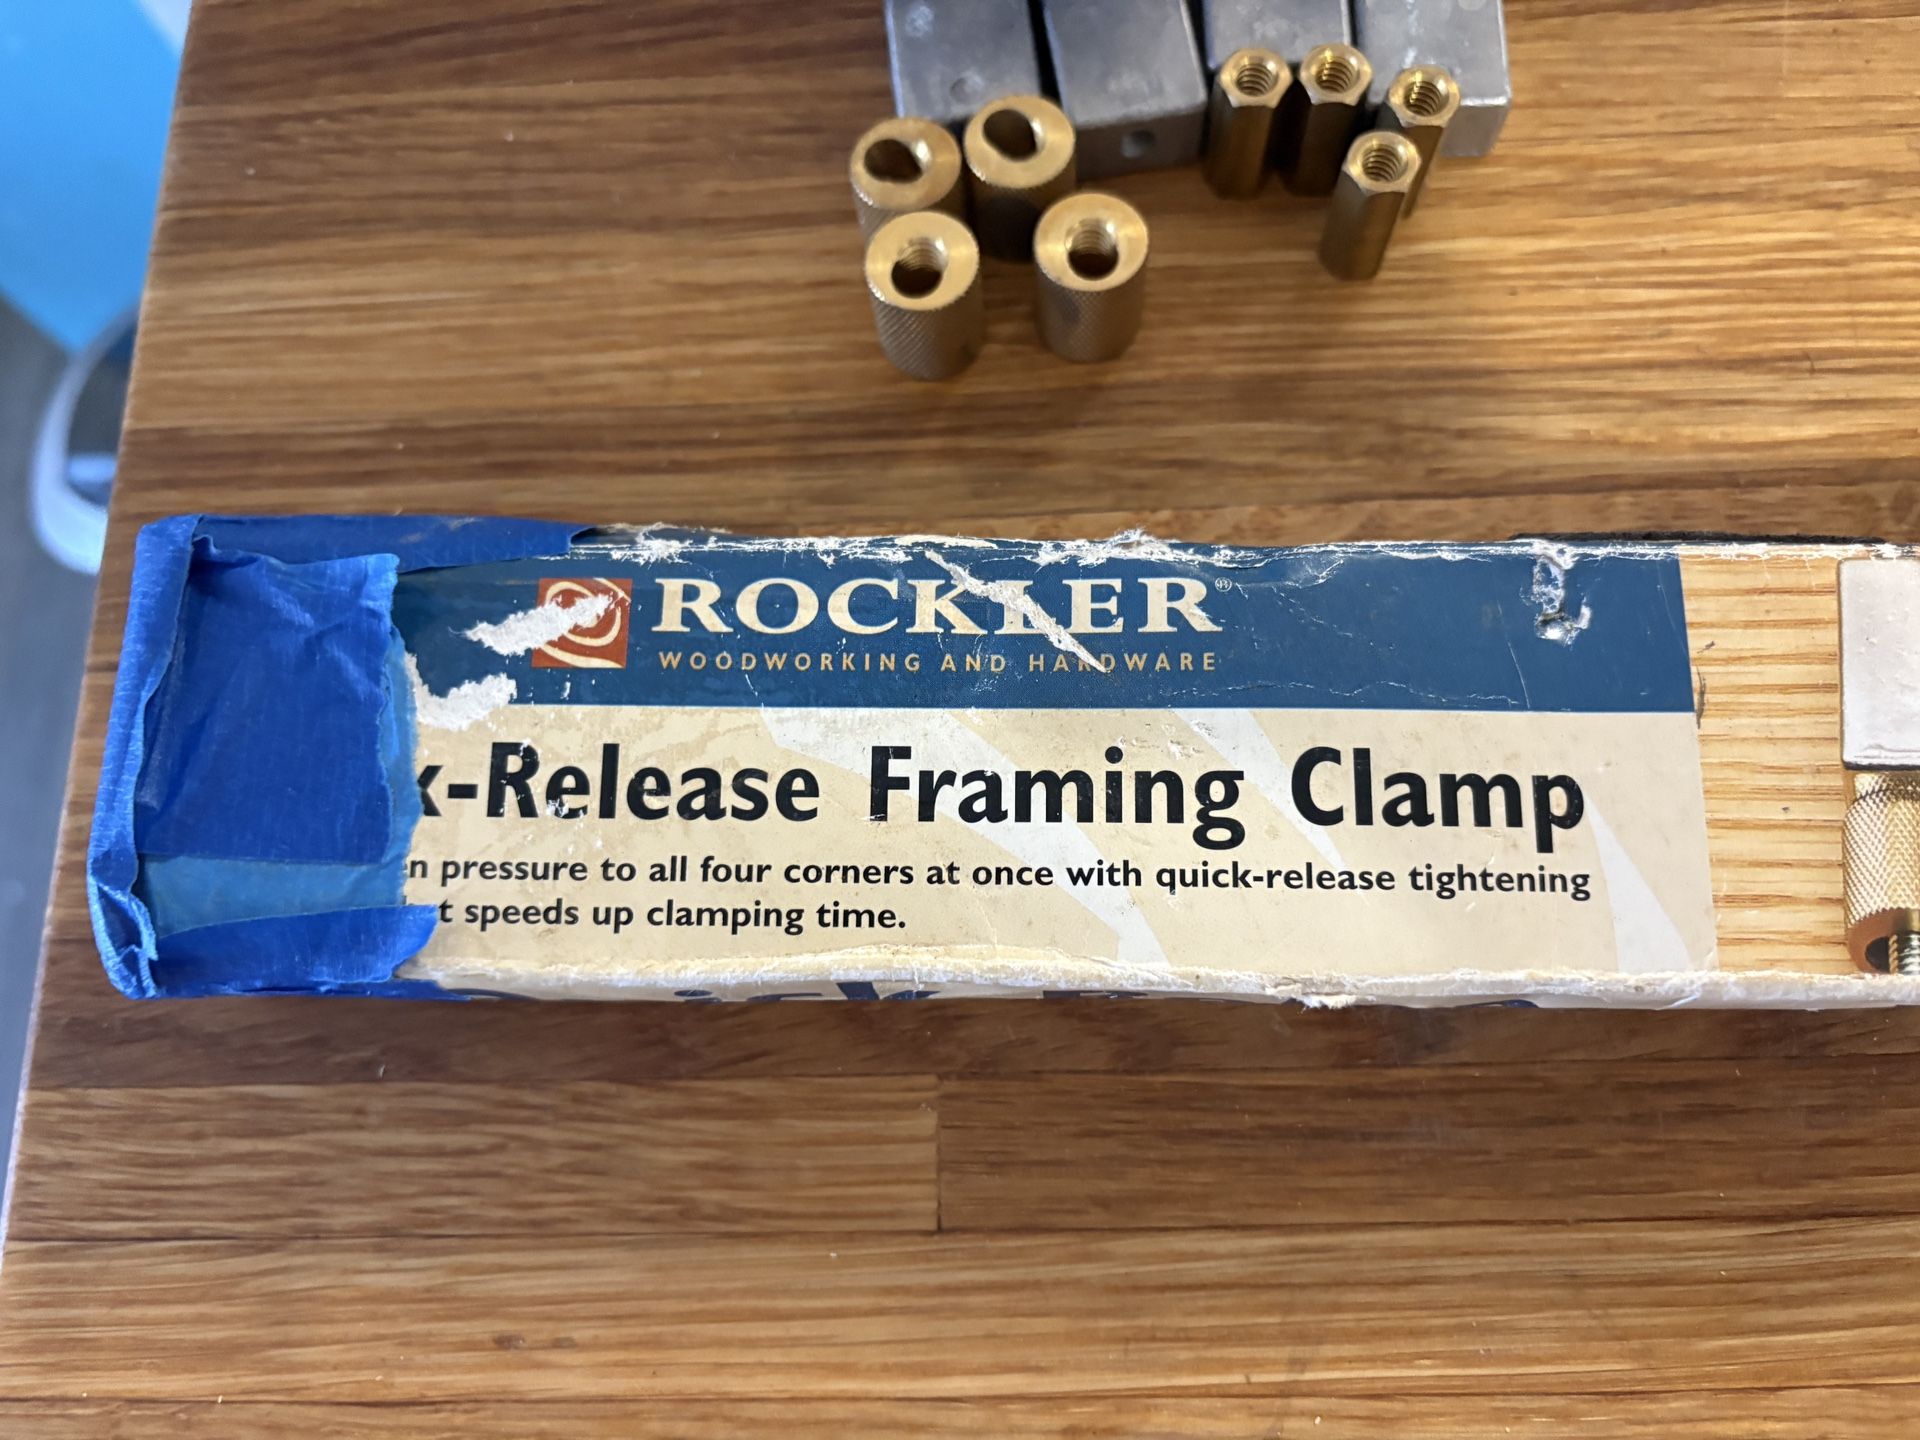 ROCKLER®
WOODWORKING AND HARDWARE
x-Release Framing Clamp
n pressure to all four corners at once with quick-release tightening
t speeds up clamping time.